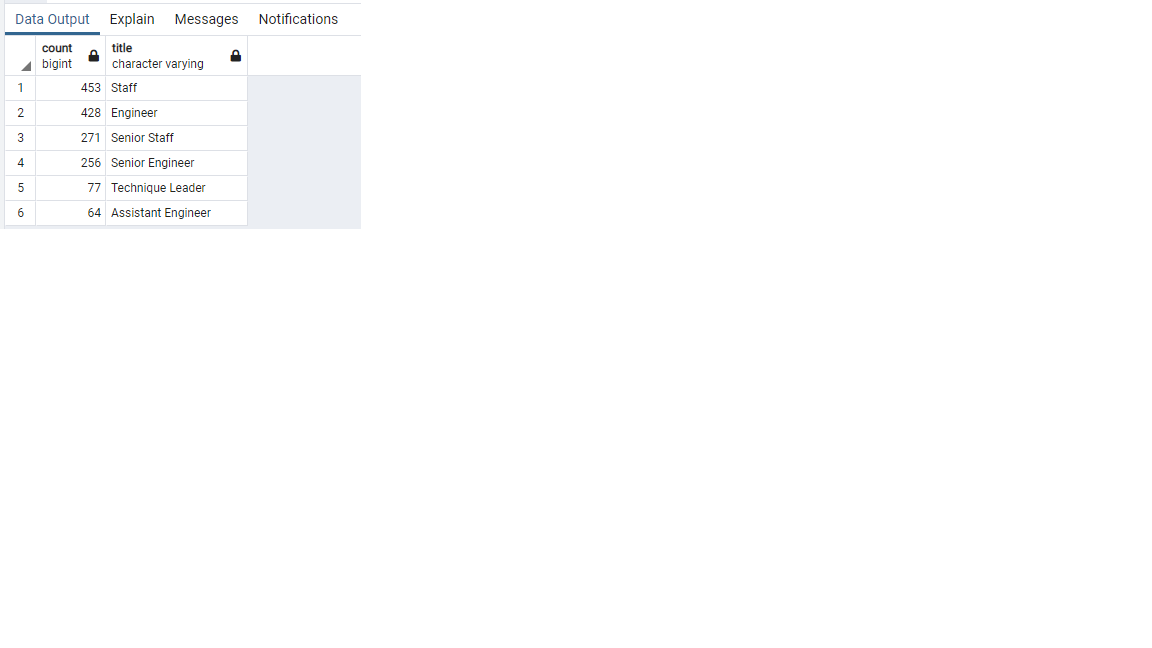 Data Output Explain Messages Notifications
count title
bigint character varying
1 453 Staff
2 428 Engineer
3 271 Senior Staff
4 256 Senior Engineer
5 77 Technique Leader
6 64 Assistant Engineer